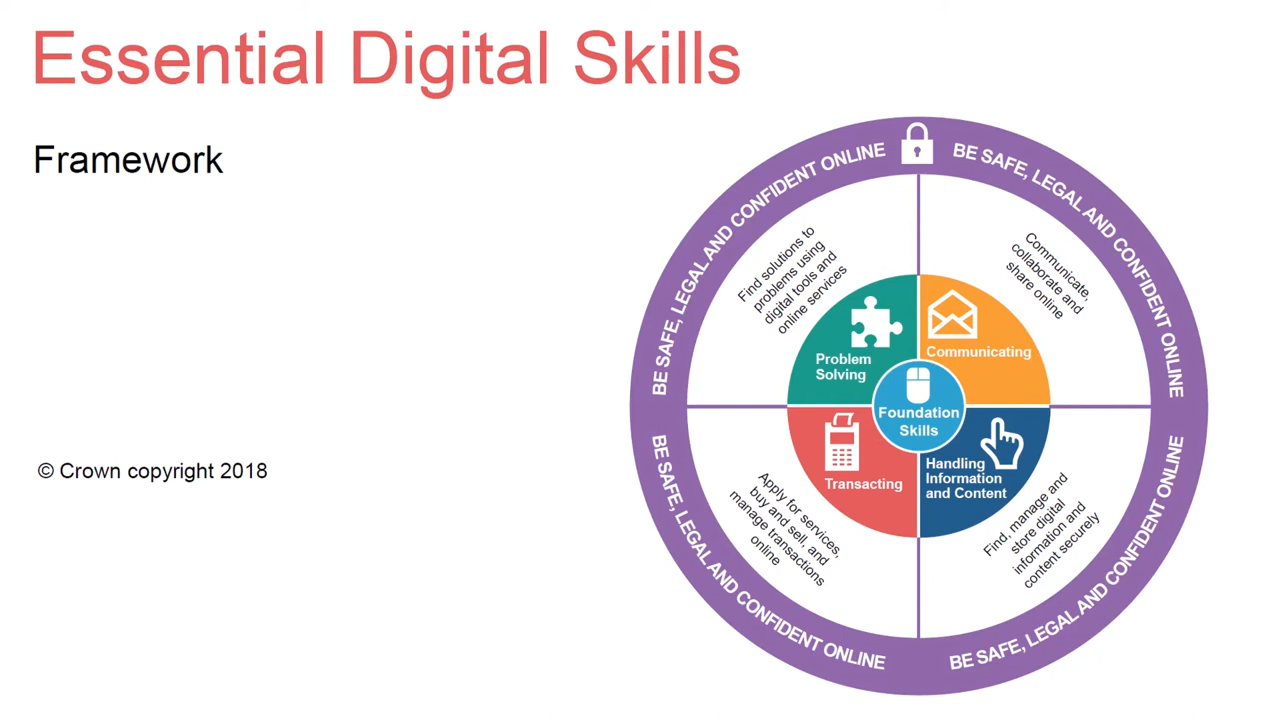 Essential Digital Skills
Framework
© Crown copyright 2018
BE SAFE, LEGAL AND CONFIDENT ONLINE
BE SAFE, LEGAL AND CONFIDENT ONLINE
Find solutions to
problems using
digital tools and
online services
Communicate,
collaborate and
share online
Problem
Solving
Communicating
Foundation
Skills
Transacting
Handling
Information
and Content
Apply for services,
buy and sell, and
manage transactions
online
Find, manage and
store digital
information and
content securely
BE SAFE, LEGAL AND CONFIDENT ONLINE
BE SAFE, LEGAL AND CONFIDENT ONLINE